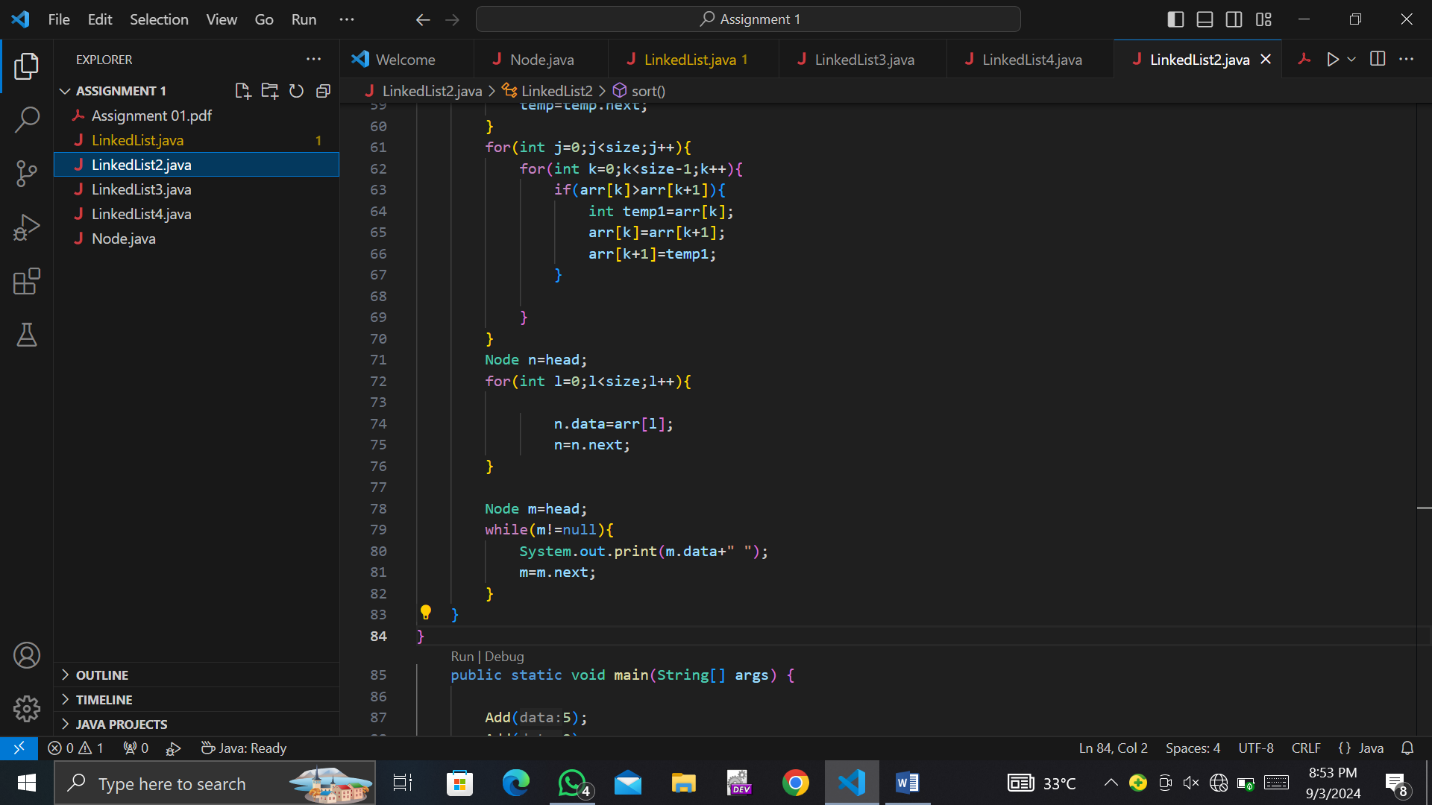 File Edit Selection View Go Run ··· Assignment 1
EXPLORER
ASSIGNMENT 1
Assignment 01.pdf
LinkedList.java 1
LinkedList2.java
LinkedList3.java
LinkedList4.java
Node.java
OUTLINE
TIMELINE
JAVA PROJECTS
Welcome Node.java LinkedList.java 1 LinkedList3.java LinkedList4.java LinkedList2.java
LinkedList2.java > LinkedList2 > sort()
59 temp=temp.next;
60 }
61 for(int j=0;j<size;j++){
62 for(int k=0;k<size-1;k++){
63 if(arr[k]>arr[k+1]){
64 int temp1=arr[k];
65 arr[k]=arr[k+1];
66 arr[k+1]=temp1;
67 }
68
69 }
70 }
71 Node n=head;
72 for(int l=0;l<size;l++){
73
74 n.data=arr[l];
75 n=n.next;
76 }
77
78 Node m=head;
79 while(m!=null){
80 System.out.print(m.data+" ");
81 m=m.next;
82 }
83 }
84 }
Run | Debug
85 public static void main(String[] args) {
86
87 Add(data:5);
0 1 0 Java: Ready Ln 84, Col 2 Spaces: 4 UTF-8 CRLF {} Java
Type here to search 4 DEV 33°C 8:53 PM
9/3/2024 8